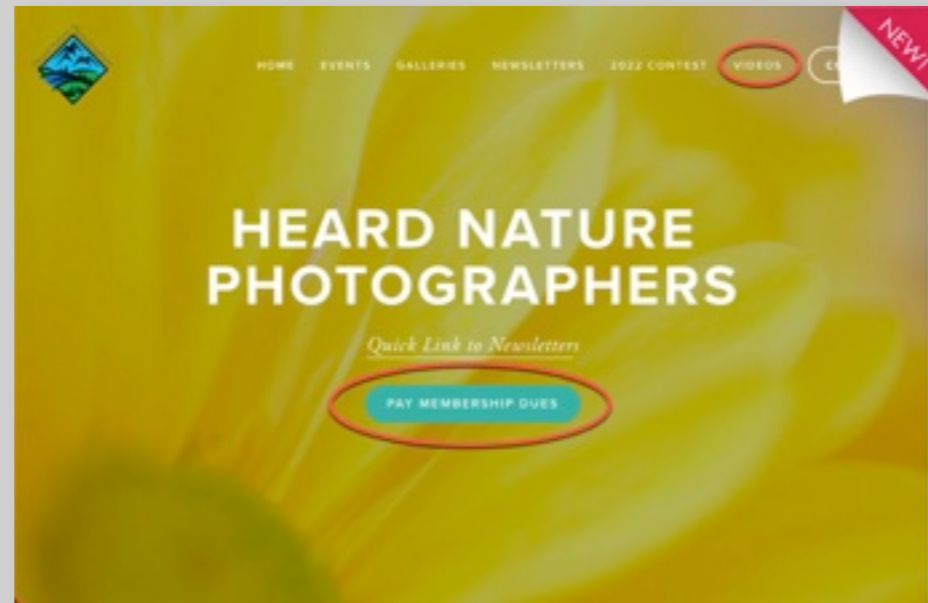 NEW!
HOME EVENTS GALLERIES NEWSLETTERS 2022 CONTEST VIDEOS
HEARD NATURE
PHOTOGRAPHERS
Quick Link to Newsletters
PAY MEMBERSHIP DUES